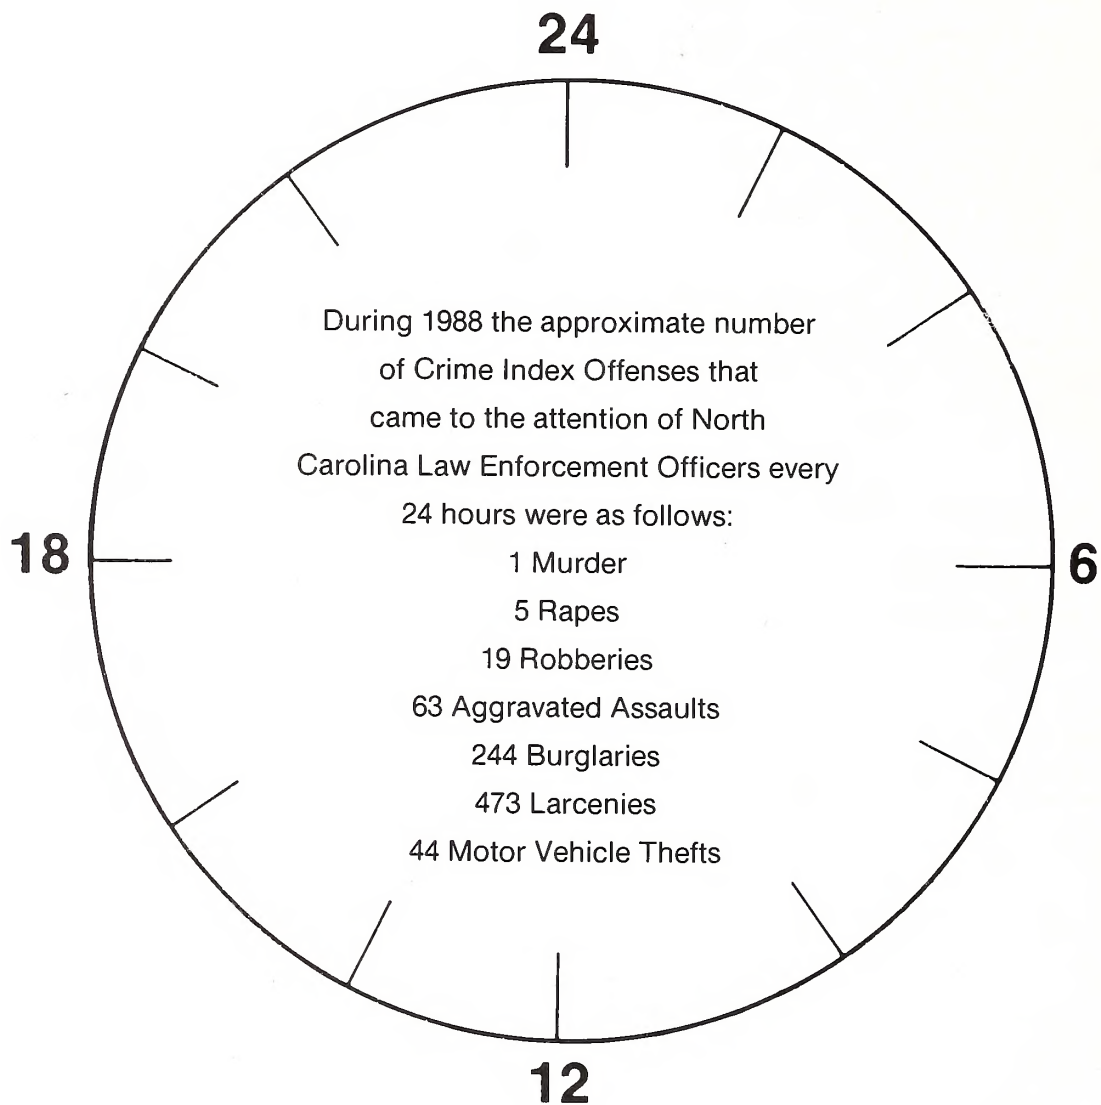 24
During 1988 the approximate number
of Crime Index Offenses that
came to the attention of North
Carolina Law Enforcement Officers every
24 hours were as follows:
1 Murder
5 Rapes
19 Robberies
63 Aggravated Assaults
244 Burglaries
473 Larcenies
44 Motor Vehicle Thefts
18
6
12